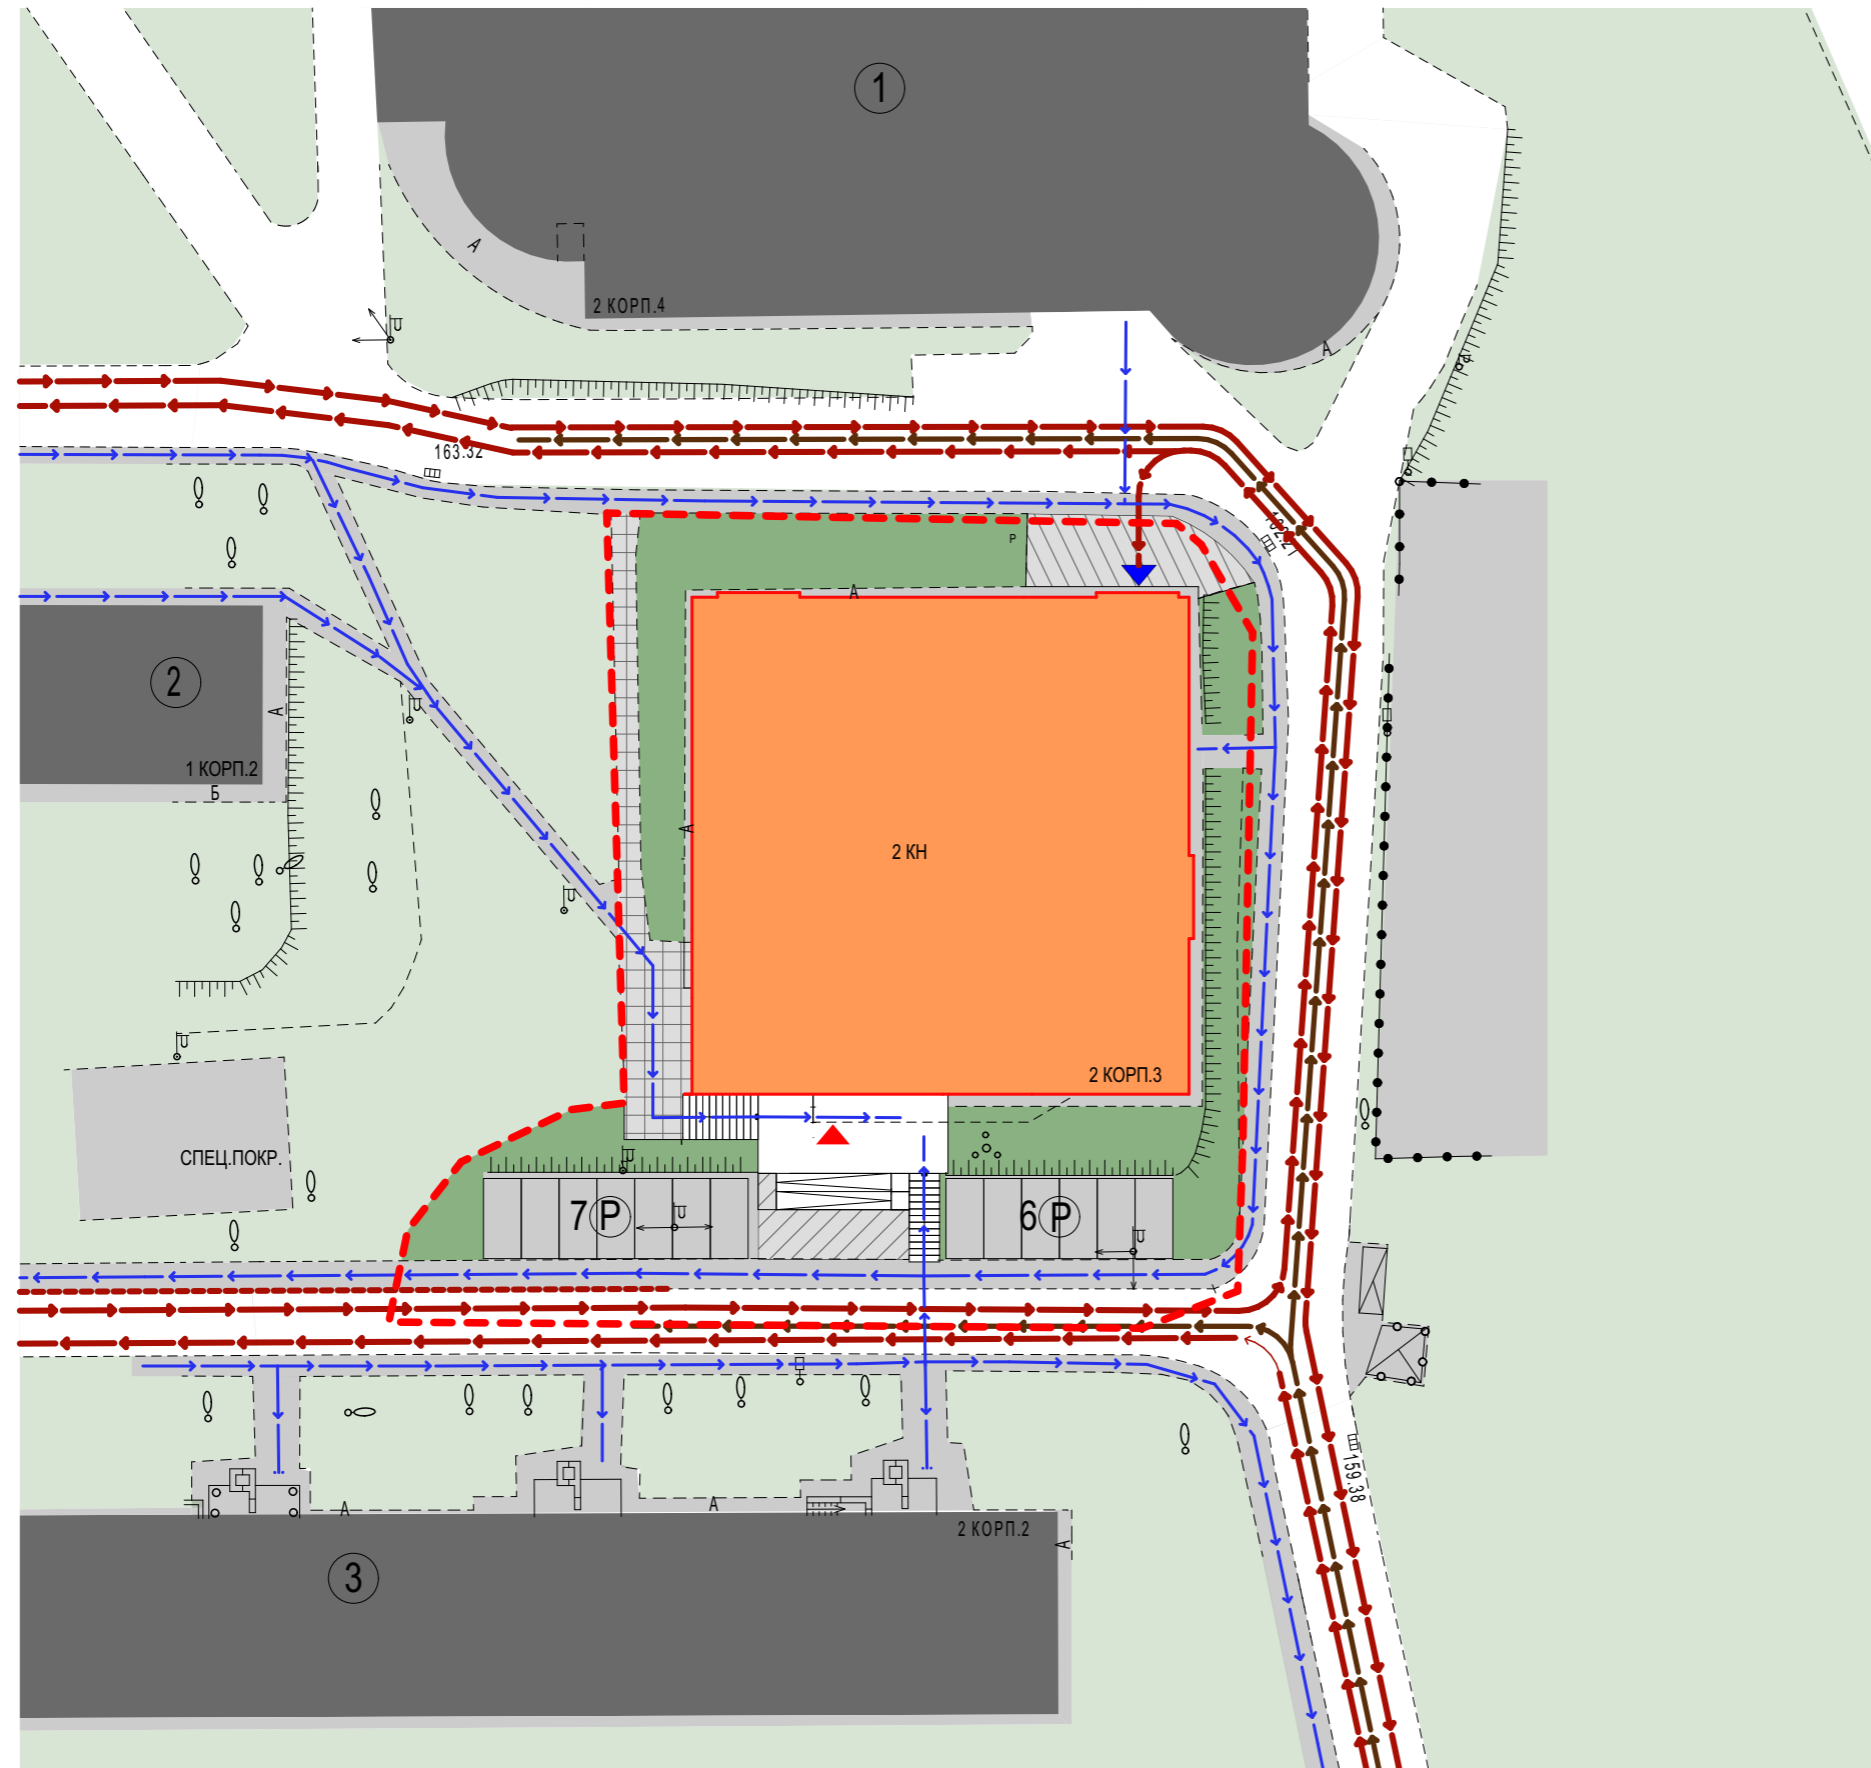 1
А
2 КОРП.4
А
163.32
Р
А
2
А
1 КОРП.2
Б
А
2 КН
2 КОРП.3
СПЕЦ.ПОКР.
7 Р
6 Р
159.38
А
А
2 КОРП.2
А
3